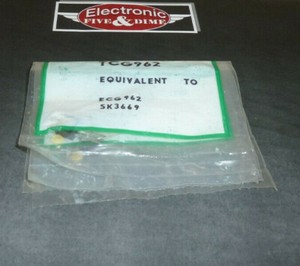 Electronic
FIVE & DIME
TCG962
EQUIVALENT TO
ECG962
SK3669